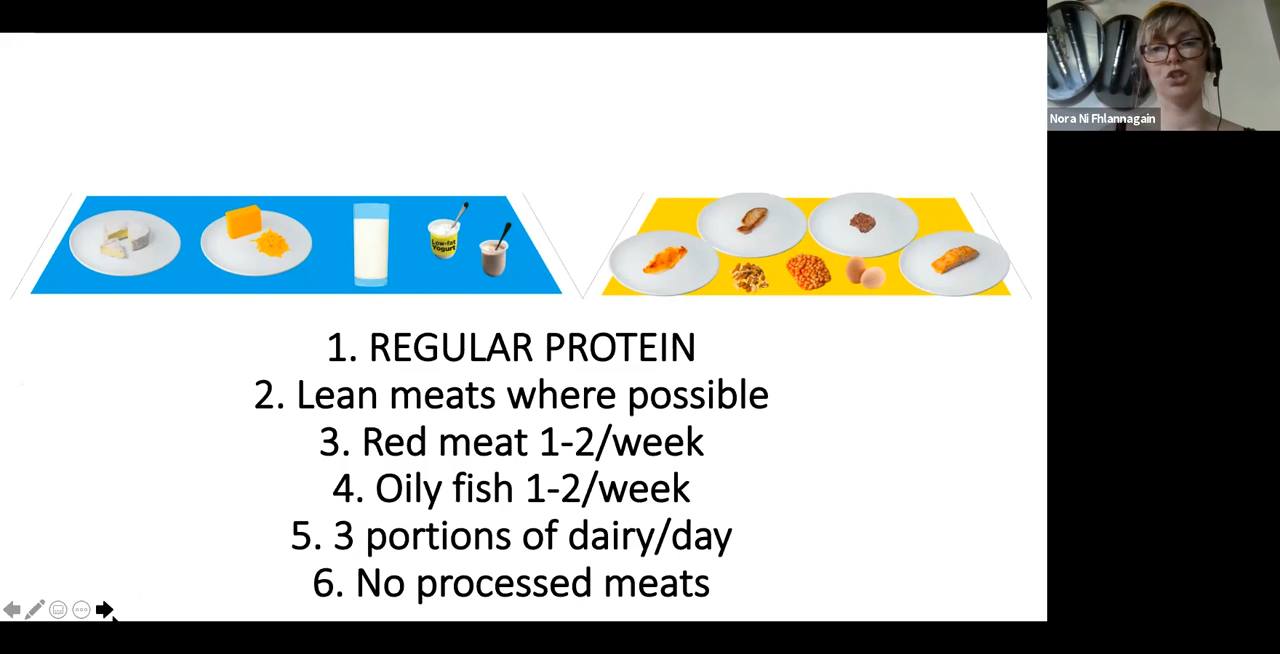 Nora Ni Fhlannagain
Low-fat
Yogurt
1. REGULAR PROTEIN
2. Lean meats where possible
3. Red meat 1-2/week
4. Oily fish 1-2/week
5. 3 portions of dairy/day
6. No processed meats